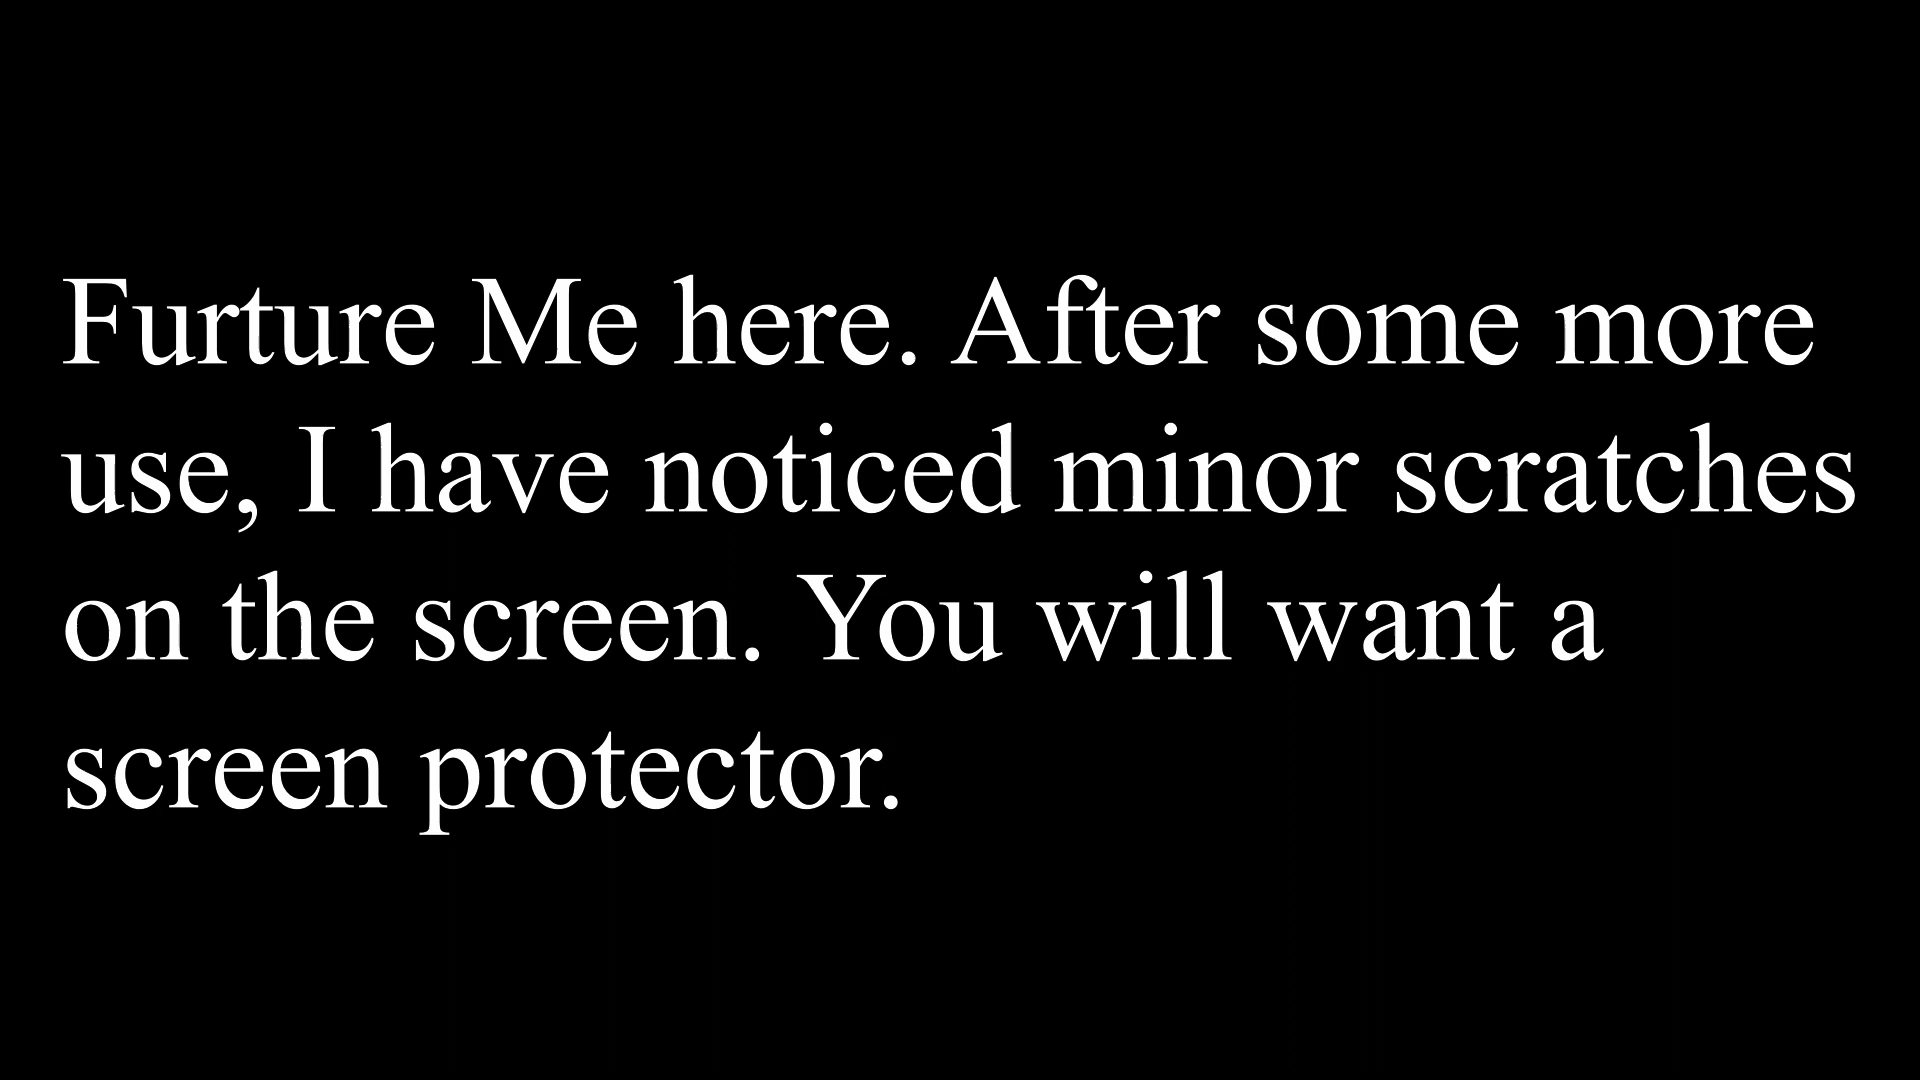 Furture Me here. After some more
use, I have noticed minor scratches
on the screen. You will want a
screen protector.